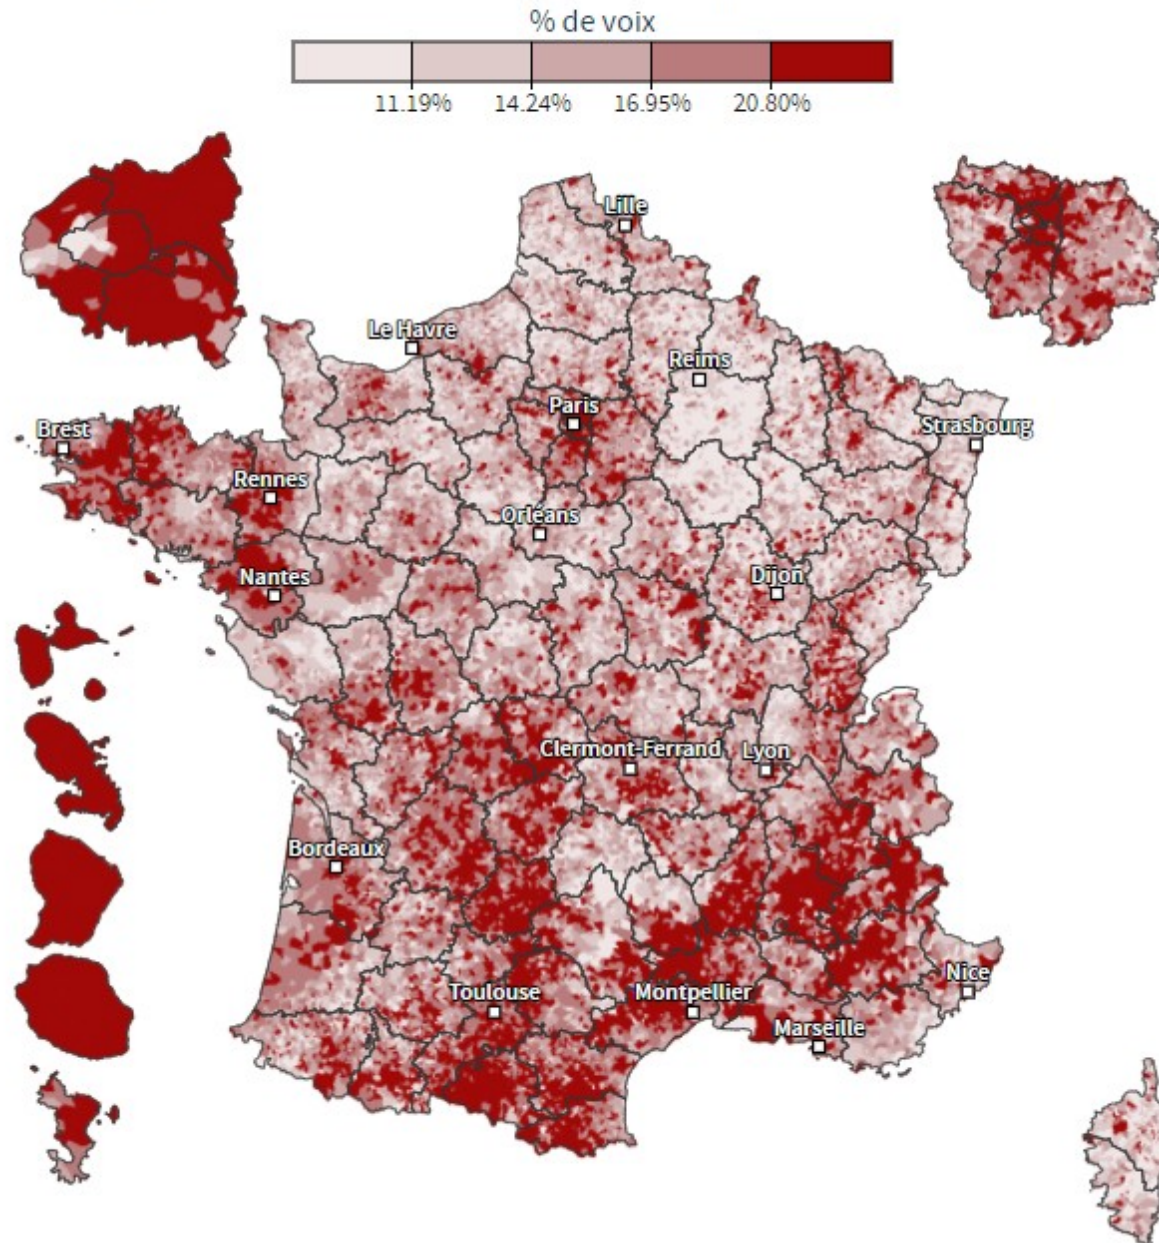 % de voix
11.19%
14.24%
16.95%
20.80%
Lille
Le Havre
Reims
Paris
Strasbourg
Brest
Rennes
Orléans
Nantes
Dijon
Clermont-Ferrand
Lyon
Bordeaux
Toulouse
Montpellier
Nice
Marseille